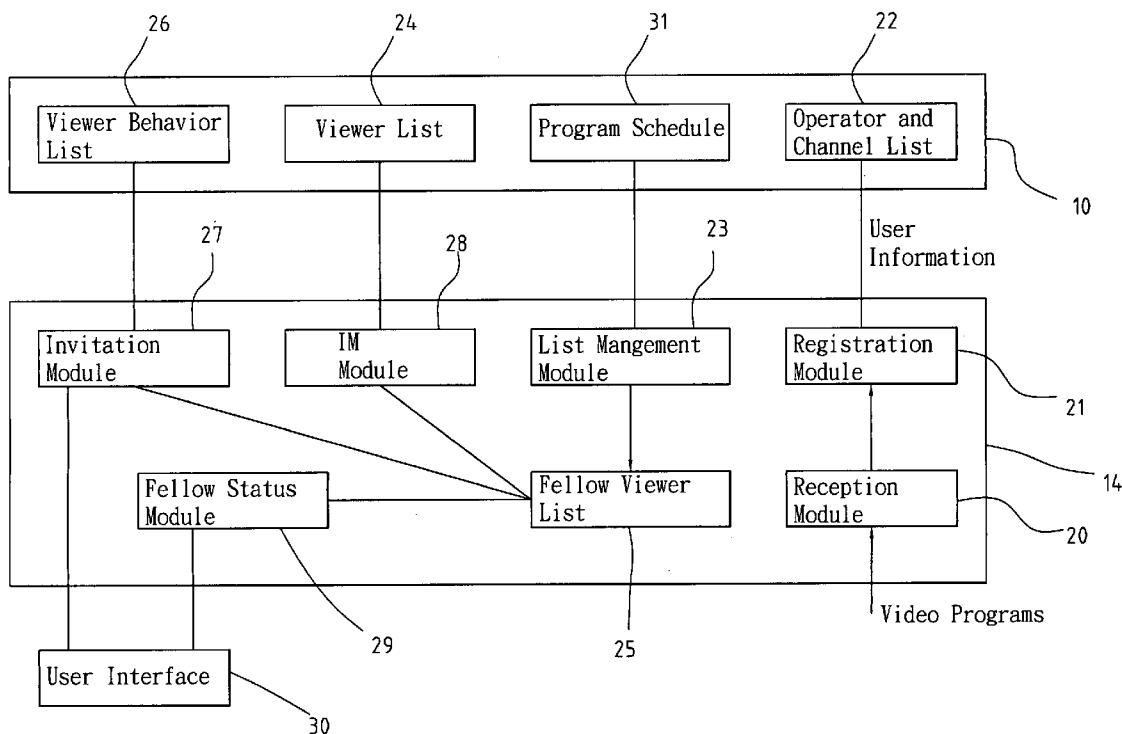 26
24
31
22
Viewer Behavior
List
Viewer List
Program Schedule
Operator and
Channel List
10
User
Information
27
28
23
Invitation
Module
IM
Module
List Mangement
Module
Registration
Module
21
Fellow Status
Module
Fellow Viewer
List
Reception
Module
14
20
Video Programs
29
25
User Interface
30